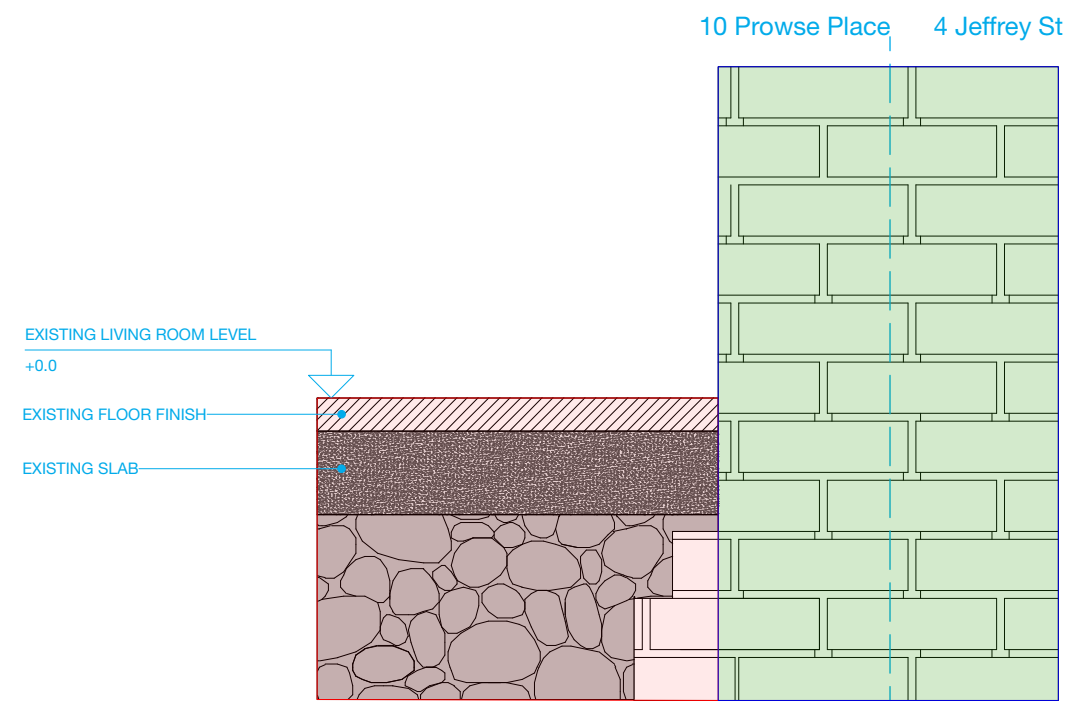 10 Prowse Place 4 Jeffrey St
EXISTING LIVING ROOM LEVEL
+0.0
EXISTING FLOOR FINISH
EXISTING SLAB